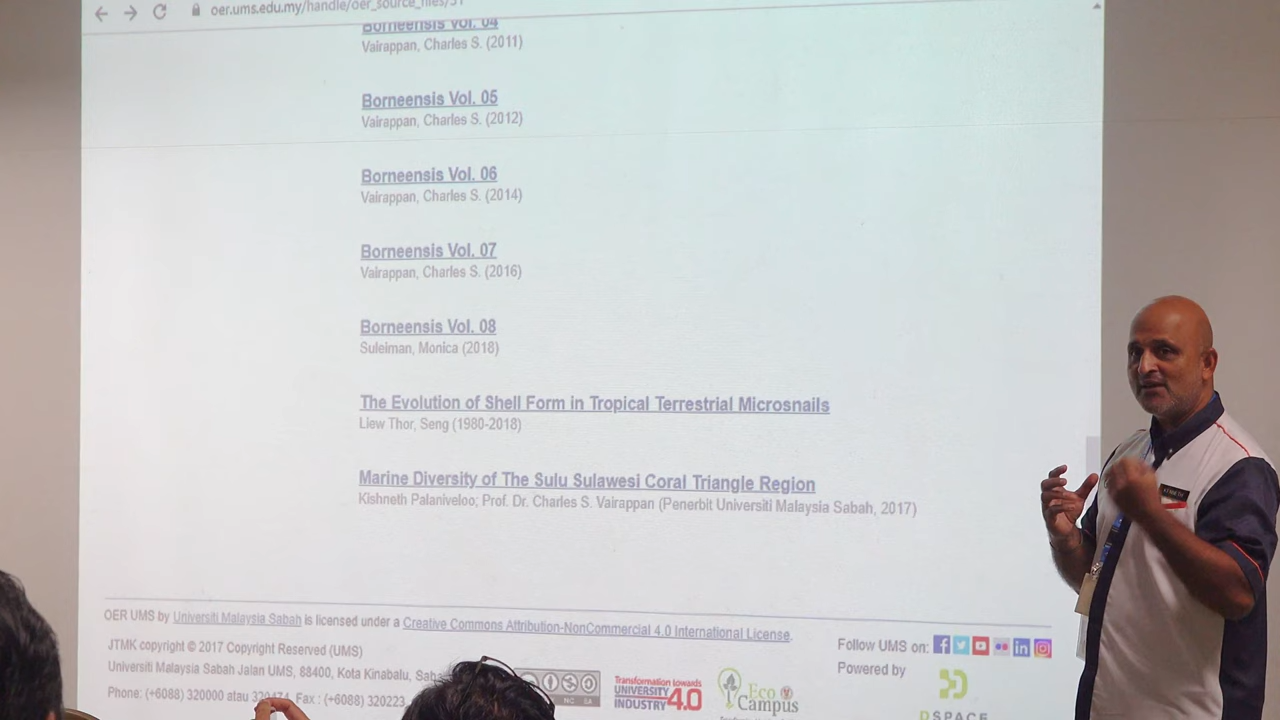 oer.ums.edu.my/handle/oer_source_files/51
Borneensis Vol. 04
Vairappan, Charles S. (2011)
Borneensis Vol. 05
Vairappan, Charles S. (2012)
Borneensis Vol. 06
Vairappan, Charles S. (2014)
Borneensis Vol. 07
Vairappan, Charles S. (2016)
Borneensis Vol. 08
Suleiman, Monica (2018)
The Evolution of Shell Form in Tropical Terrestrial Microsnails
Liew Thor, Seng (1980-2018)
Marine Diversity of The Sulu Sulawesi Coral Triangle Region
Kishneth Palaniveloo; Prof. Dr. Charles S. Vairappan (Penerbit Universiti Malaysia Sabah, 2017)
OER UMS by Universiti Malaysia Sabah is licensed under a Creative Commons Attribution-NonCommercial 4.0 International License.
JTMK copyright © 2017 Copyright Reserved (UMS)
Universiti Malaysia Sabah Jalan UMS, 88400, Kota Kinabalu,
Phone: (+6088) 320000 atau Fax : (+6088) 320223
NC SA
Transformation towards
UNIVERSITY
INDUSTRY 4.0
Eco
Campus
Follow UMS on:
Powered by
DSPACE